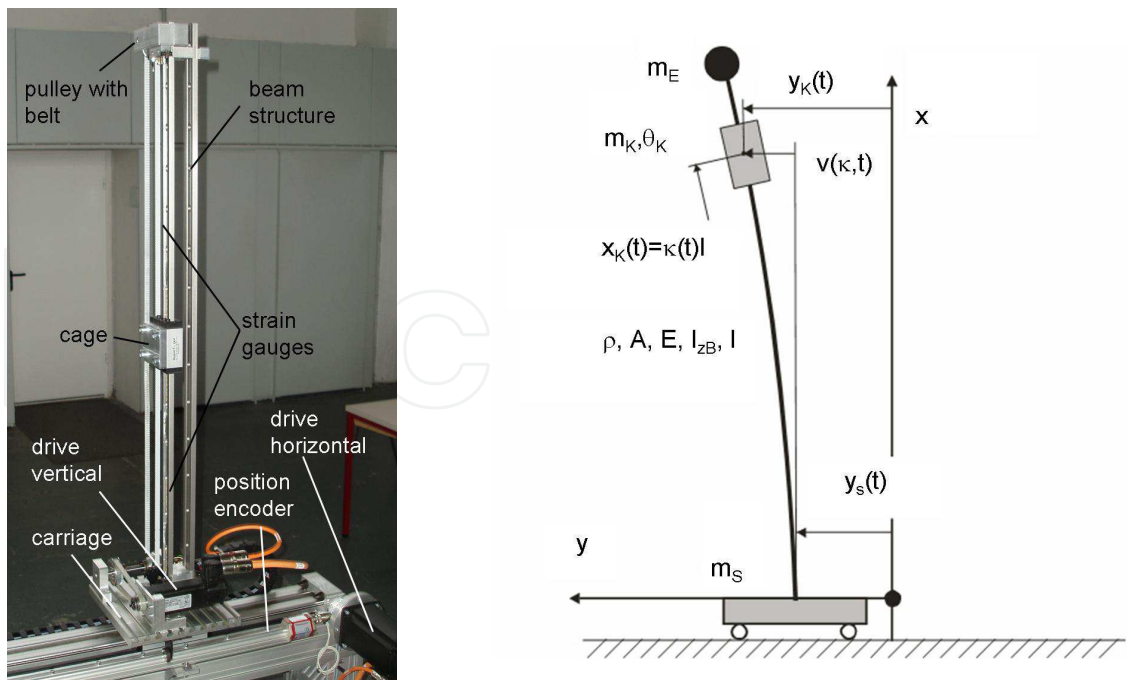 pulley with
belt
beam
structure
cage
strain
gauges
drive
horizontal
drive
vertical
position
encoder
carriage
m_E
y_K(t)
x
m_K,θ_K
v(κ,t)
x_K(t)=κ(t)l
ρ, A, E, I_zB, l
y_s(t)
y
m_S
C